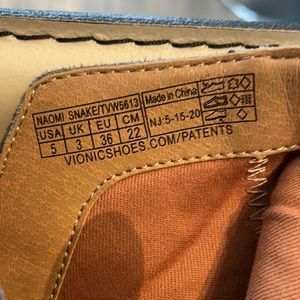 NAOMI SNAKE/TVW5613
USA UK EU CM
5 3 36 22
Made in China
NJ:5-15-20
VIONICSHOES.COM/PATENTS